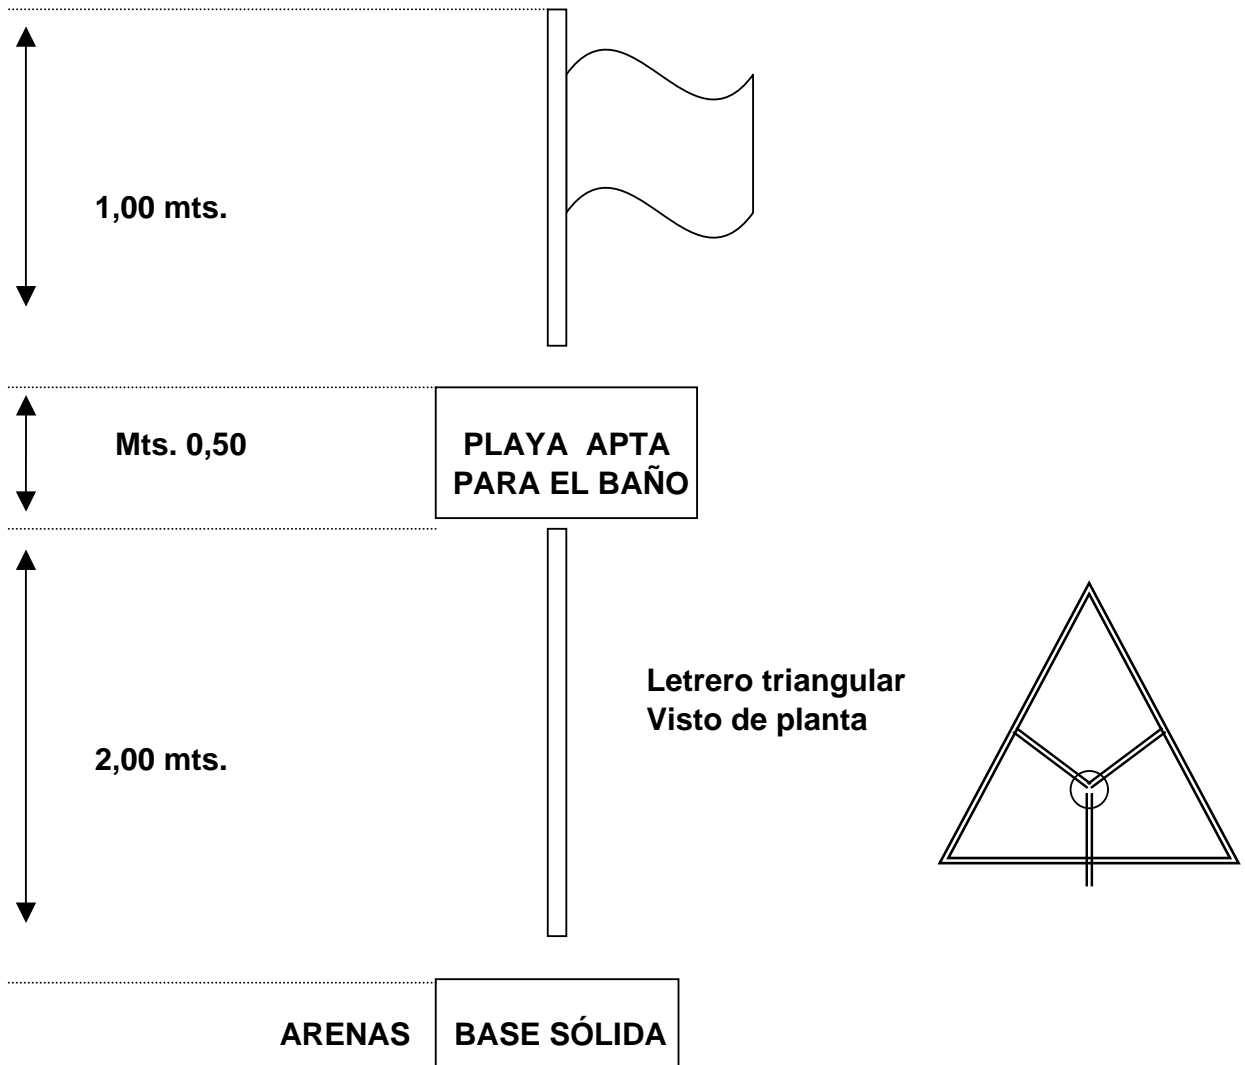 1,00 mts.
Mts. 0,50
PLAYA APTA
PARA EL BAÑO
Letrero triangular
Visto de planta
2,00 mts.
ARENAS
BASE SÓLIDA